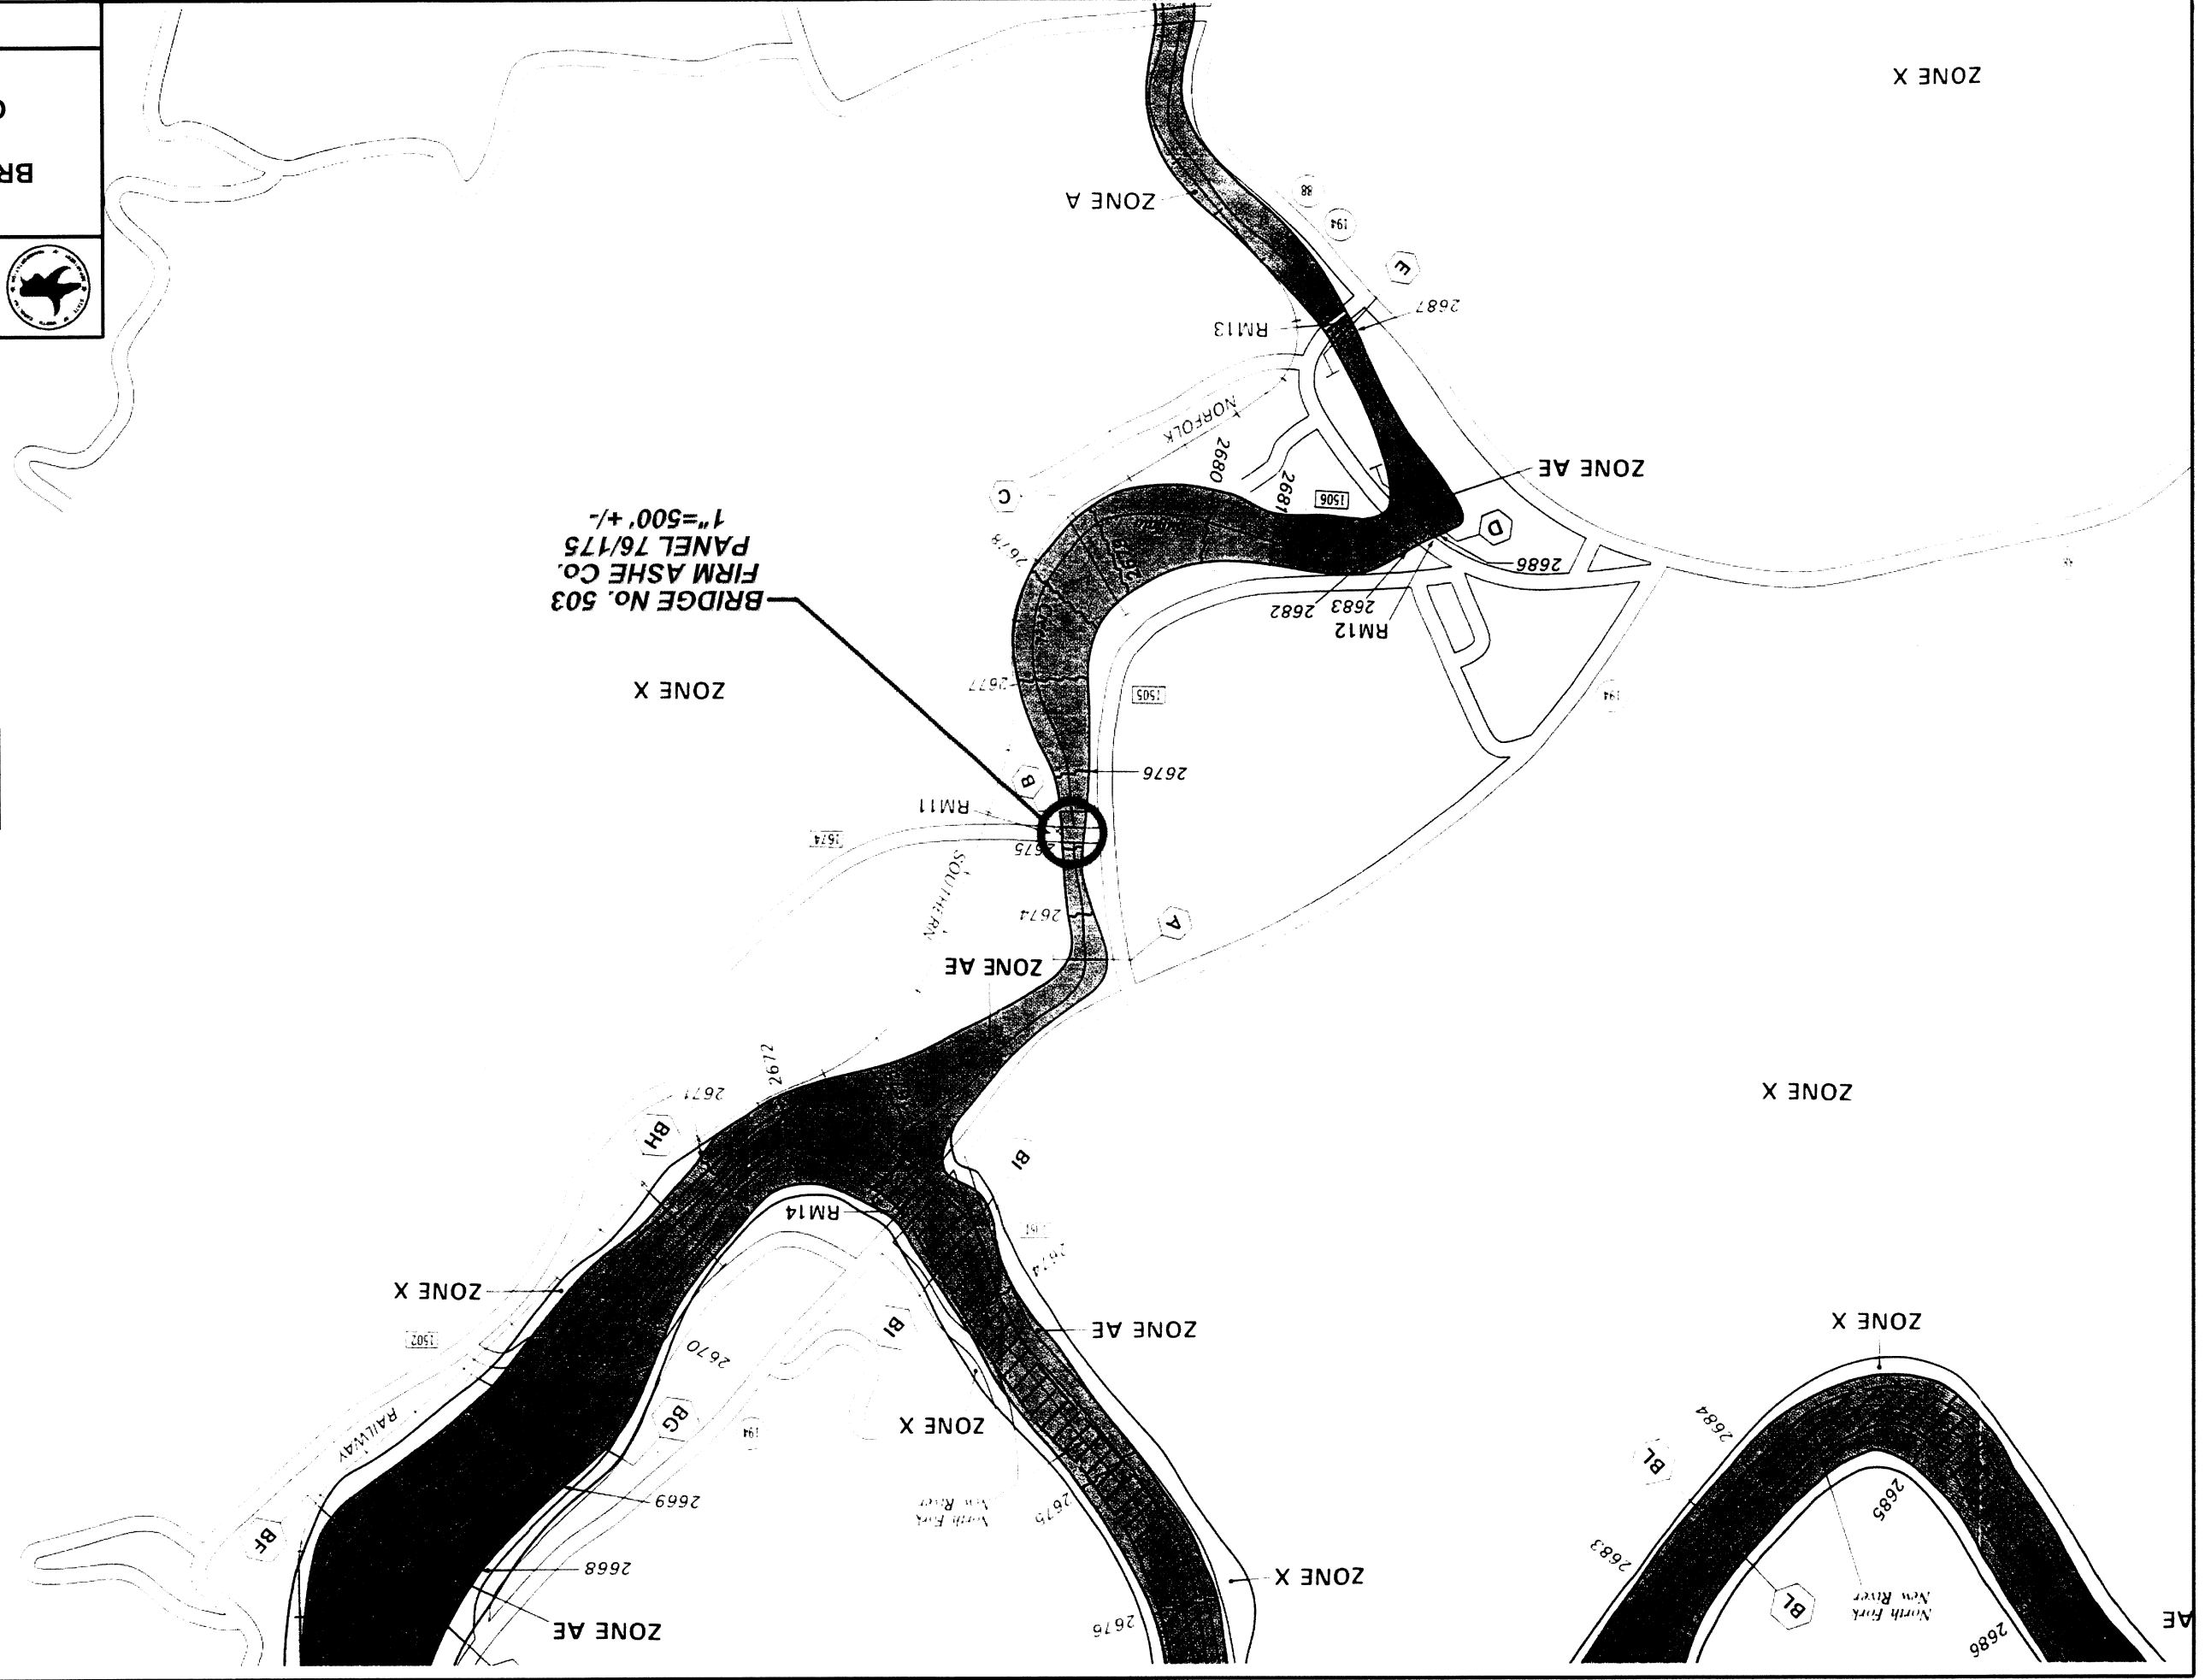 AE
2686
North Fork
New River
BL
2676
ZONE AE
ZONE X
2668
2683
BF
2685
2675
North Fork
New River
2669
BL
2684
ZONE X
194
BG
RAILWAY
2670
1502
ZONE X
ZONE AE
BI
ZONE X
2674
RM14
BI
BH
2671
ZONE X
2672
ZONE AE
A
2674
SOUTHERN
2675
1674
RM11
B
2676
194
1505
2677
ZONE X
RM12
2683
2682
BRIDGE No. 503
FIRM ASHE Co.
PANEL 76/175
1"=500' +/-
2686
2679
2678
D
1506
2681
C
ZONE AE
2680
NORFOLK
RM13
2687
E
194
88
ZONE A
BR
ZONE X
C